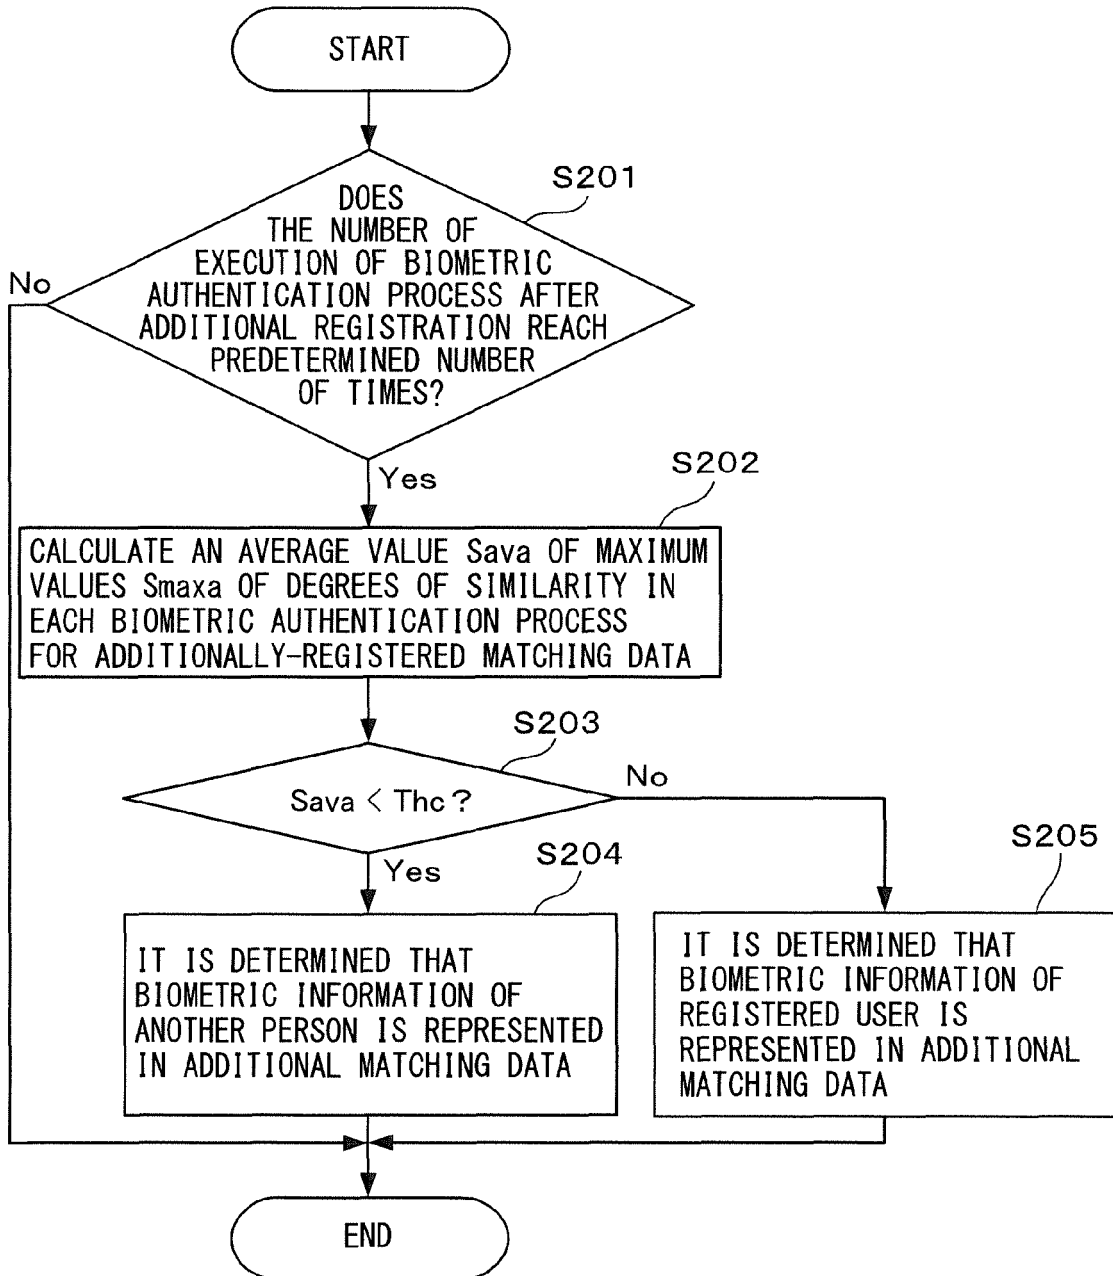 START
S201
DOES
THE NUMBER OF
EXECUTION OF BIOMETRIC
AUTHENTICATION PROCESS AFTER
ADDITIONAL REGISTRATION REACH
PREDETERMINED NUMBER
OF TIMES?
No
Yes
S202
CALCULATE AN AVERAGE VALUE Sava OF MAXIMUM
VALUES Smaxa OF DEGREES OF SIMILARITY IN
EACH BIOMETRIC AUTHENTICATION PROCESS
FOR ADDITIONALLY-REGISTERED MATCHING DATA
S203
Sava < Thc ?
No
Yes
S204
IT IS DETERMINED THAT
BIOMETRIC INFORMATION OF
ANOTHER PERSON IS REPRESENTED
IN ADDITIONAL MATCHING DATA
S205
IT IS DETERMINED THAT
BIOMETRIC INFORMATION OF
REGISTERED USER IS
REPRESENTED IN ADDITIONAL
MATCHING DATA
END